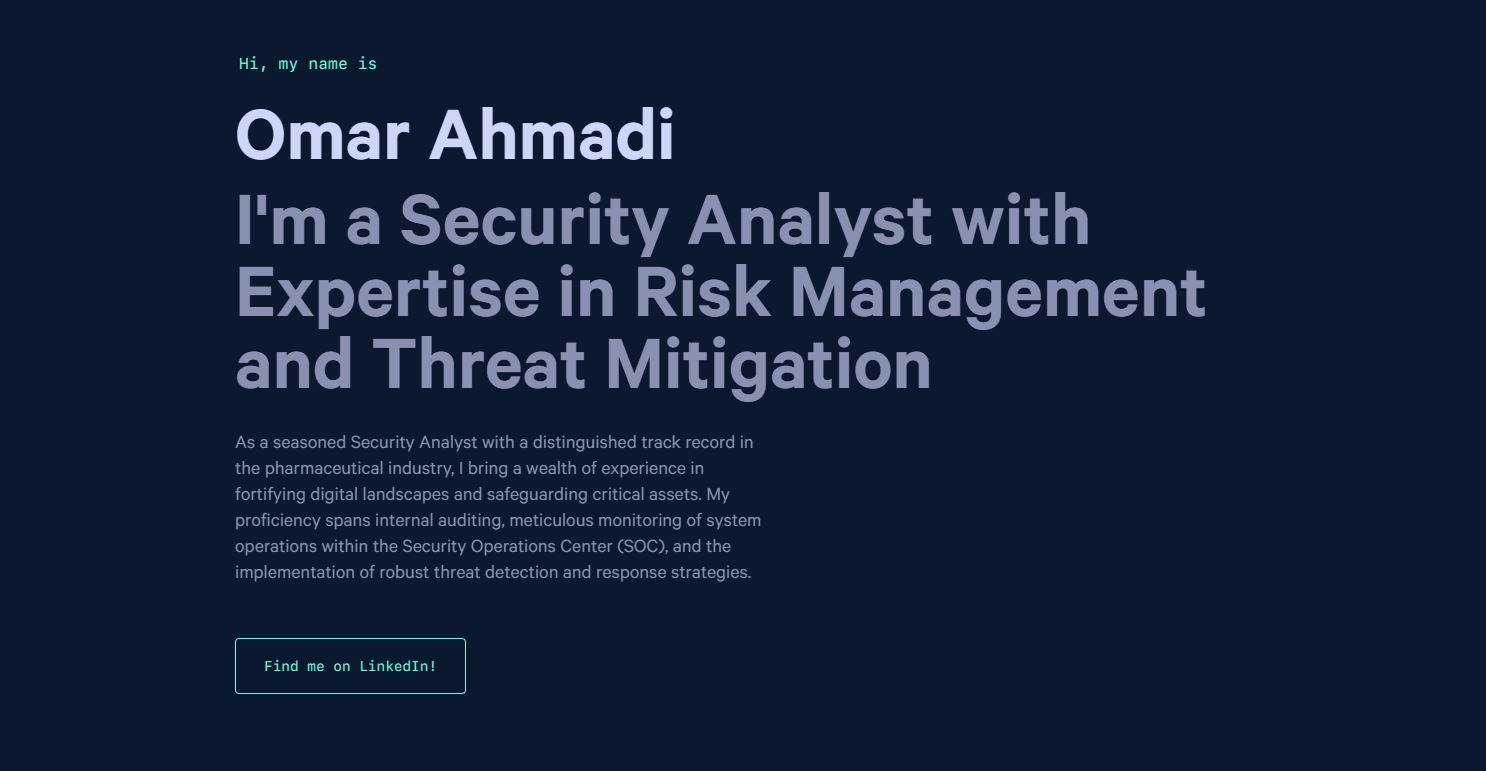 Hi, my name is
Omar Ahmadi
I'm a Security Analyst with
Expertise in Risk Management
and Threat Mitigation
As a seasoned Security Analyst with a distinguished track record in
the pharmaceutical industry, I bring a wealth of experience in
fortifying digital landscapes and safeguarding critical assets. My
proficiency spans internal auditing, meticulous monitoring of system
operations within the Security Operations Center (SOC), and the
implementation of robust threat detection and response strategies.
Find me on LinkedIn!